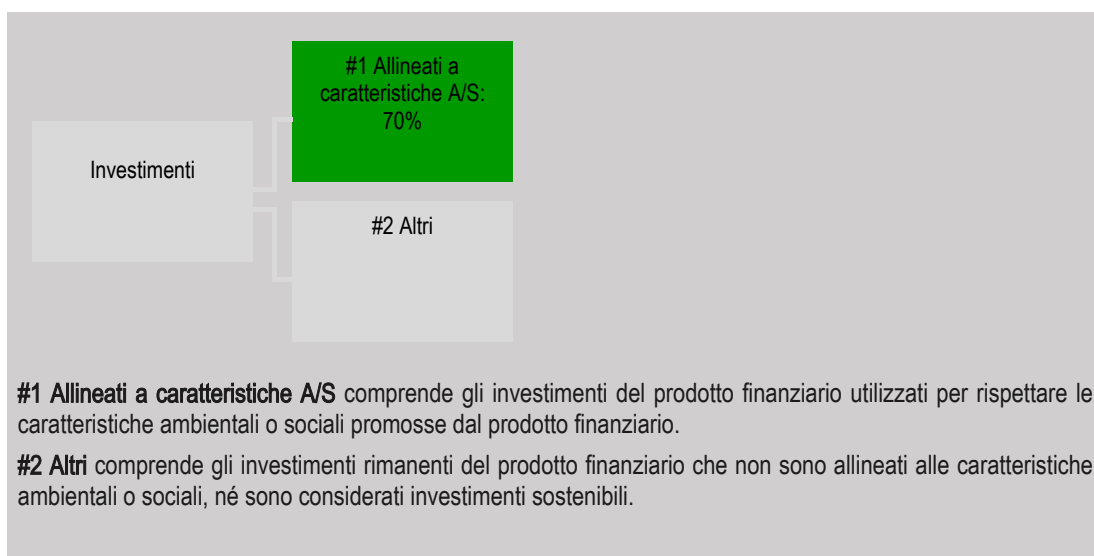 #1 Allineati a
caratteristiche A/S:
70%
Investimenti
#2 Altri
#1 Allineati a caratteristiche A/S comprende gli investimenti del prodotto finanziario utilizzati per rispettare le
caratteristiche ambientali o sociali promosse dal prodotto finanziario.
#2 Altri comprende gli investimenti rimanenti del prodotto finanziario che non sono allineati alle caratteristiche
ambientali o sociali, né sono considerati investimenti sostenibili.